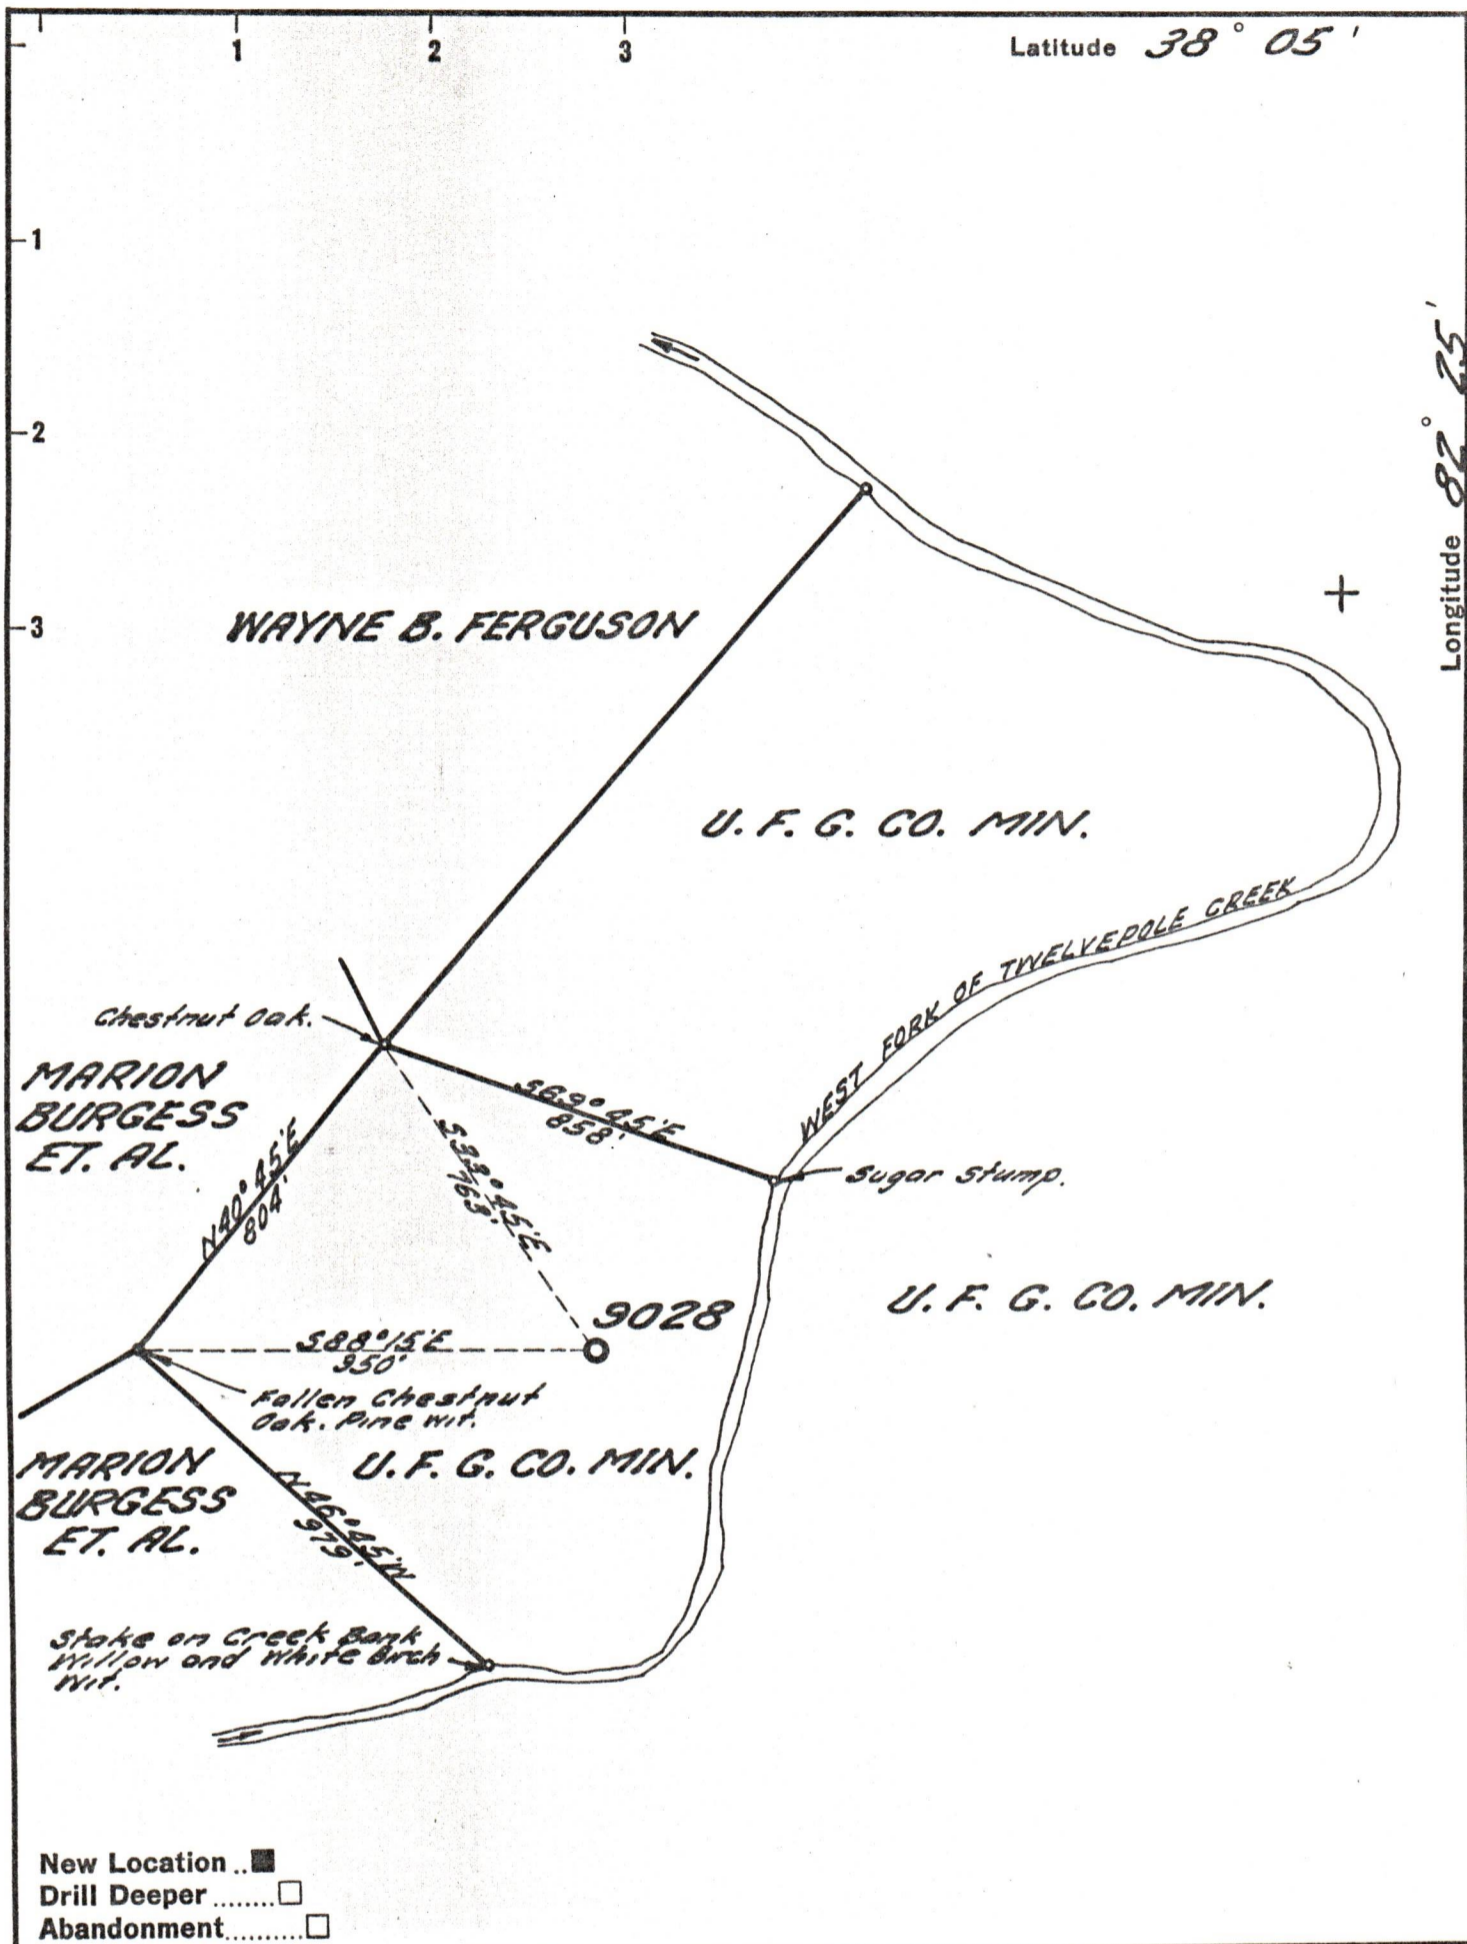 1 2 3 Latitude 38° 05'
1
2
3
Longitude 82° 25'
WAYNE B. FERGUSON
U. F. G. CO. MIN.
WEST FORK OF TWELVEPOLE CREEK
Chestnut Oak.
MARION
BURGESS
ET. AL.
S69°45'E
858'
S33°45'E
763'
N40°45'E
804'
Sugar Stump.
U. F. G. CO. MIN.
9028
S88°15'E
950'
Fallen Chestnut
Oak. Pine Wit.
MARION
BURGESS
ET. AL.
U. F. G. CO. MIN.
N46°45'W
979'
Stake on Creek Bank
Willow and White Birch
Wit.
New Location ..■
Drill Deeper ........□
Abandonment..........□